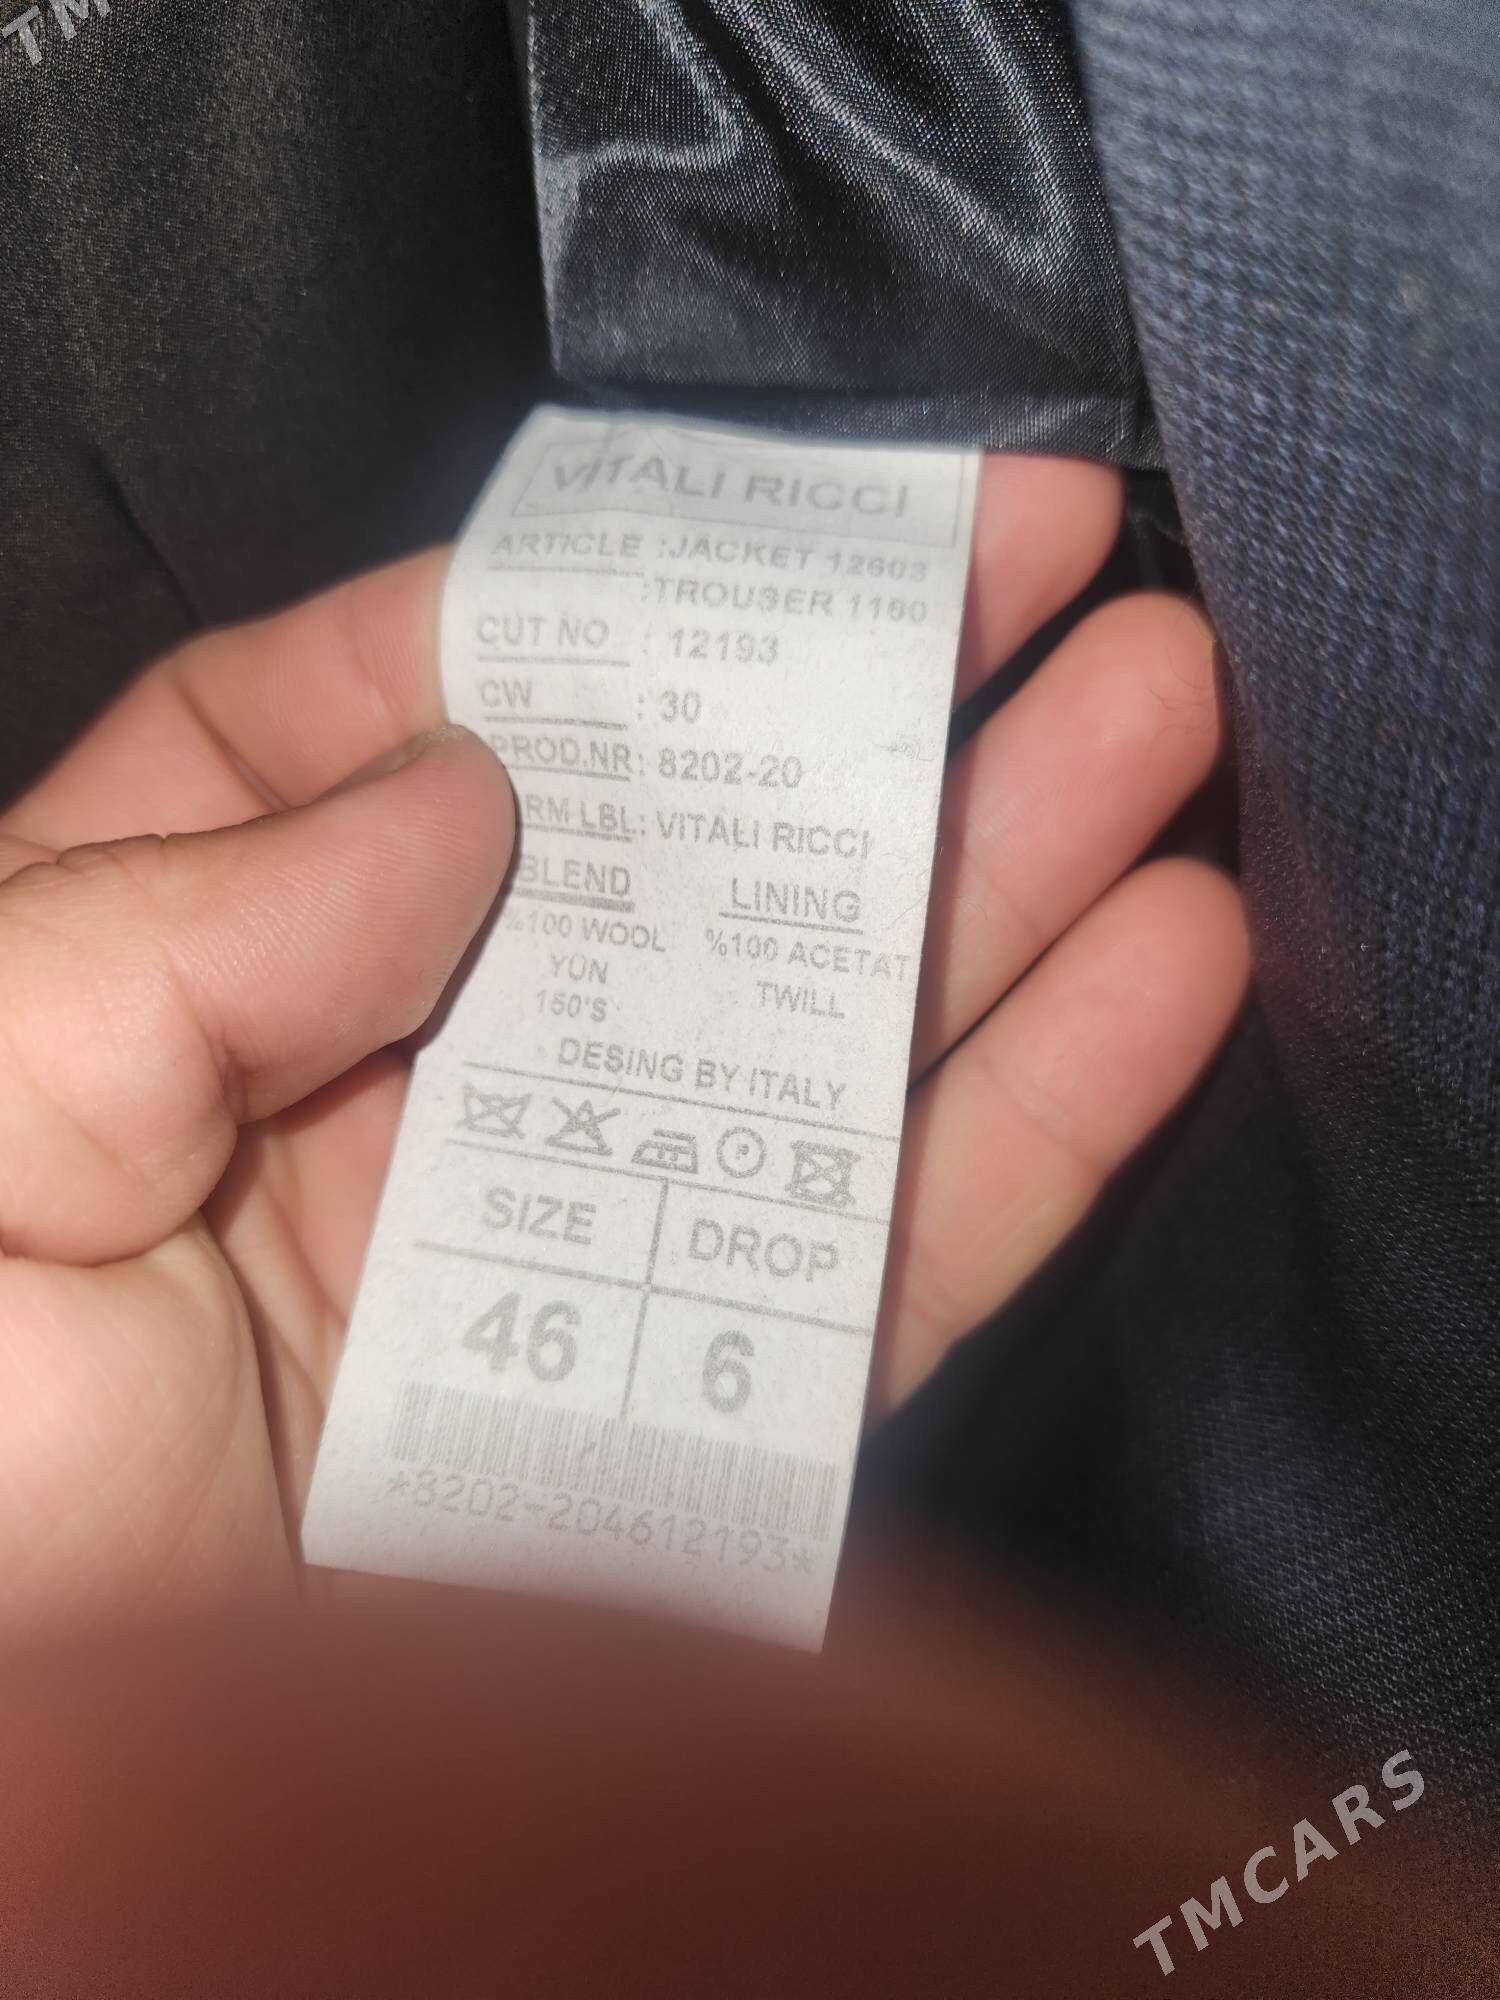 VITALI RICCI
ARTICLE :JACKET 12603
:TROUSER 1160
CUT NO : 12193
CW : 30
PROD.NR: 8202-20
RM LBL: VITALI RICCI
BLEND LINING
%100 WOOL %100 ACETAT
YÜN TWILL
150'S
DESING BY ITALY
SIZE DROP
46 6
*8202-204612193*
TMCARS